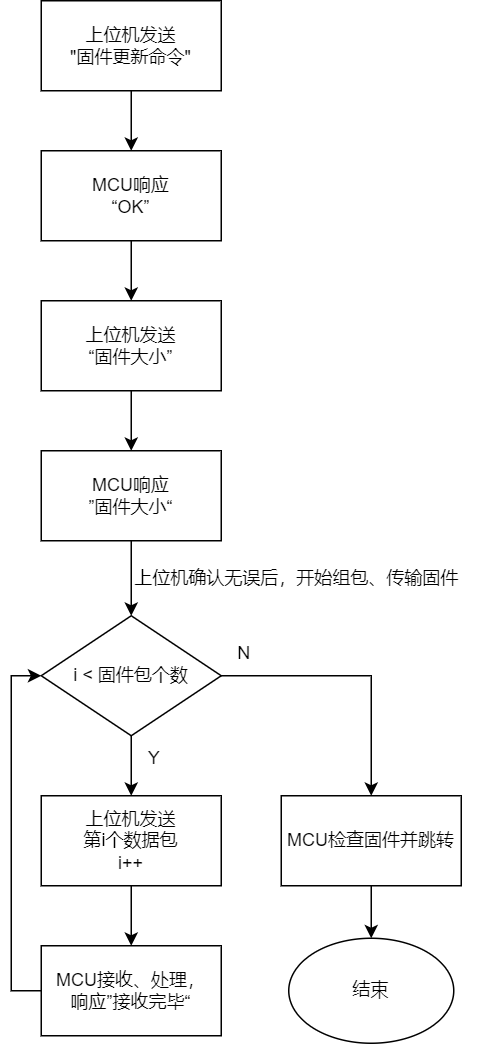 上位机发送
"固件更新命令"
MCU响应
“OK”
上位机发送
“固件大小”
MCU响应
”固件大小“
上位机确认无误后，开始组包、传输固件
i < 固件包个数
N
Y
上位机发送
第i个数据包
i++
MCU检查固件并跳转
MCU接收、处理，
响应”接收完毕“
结束